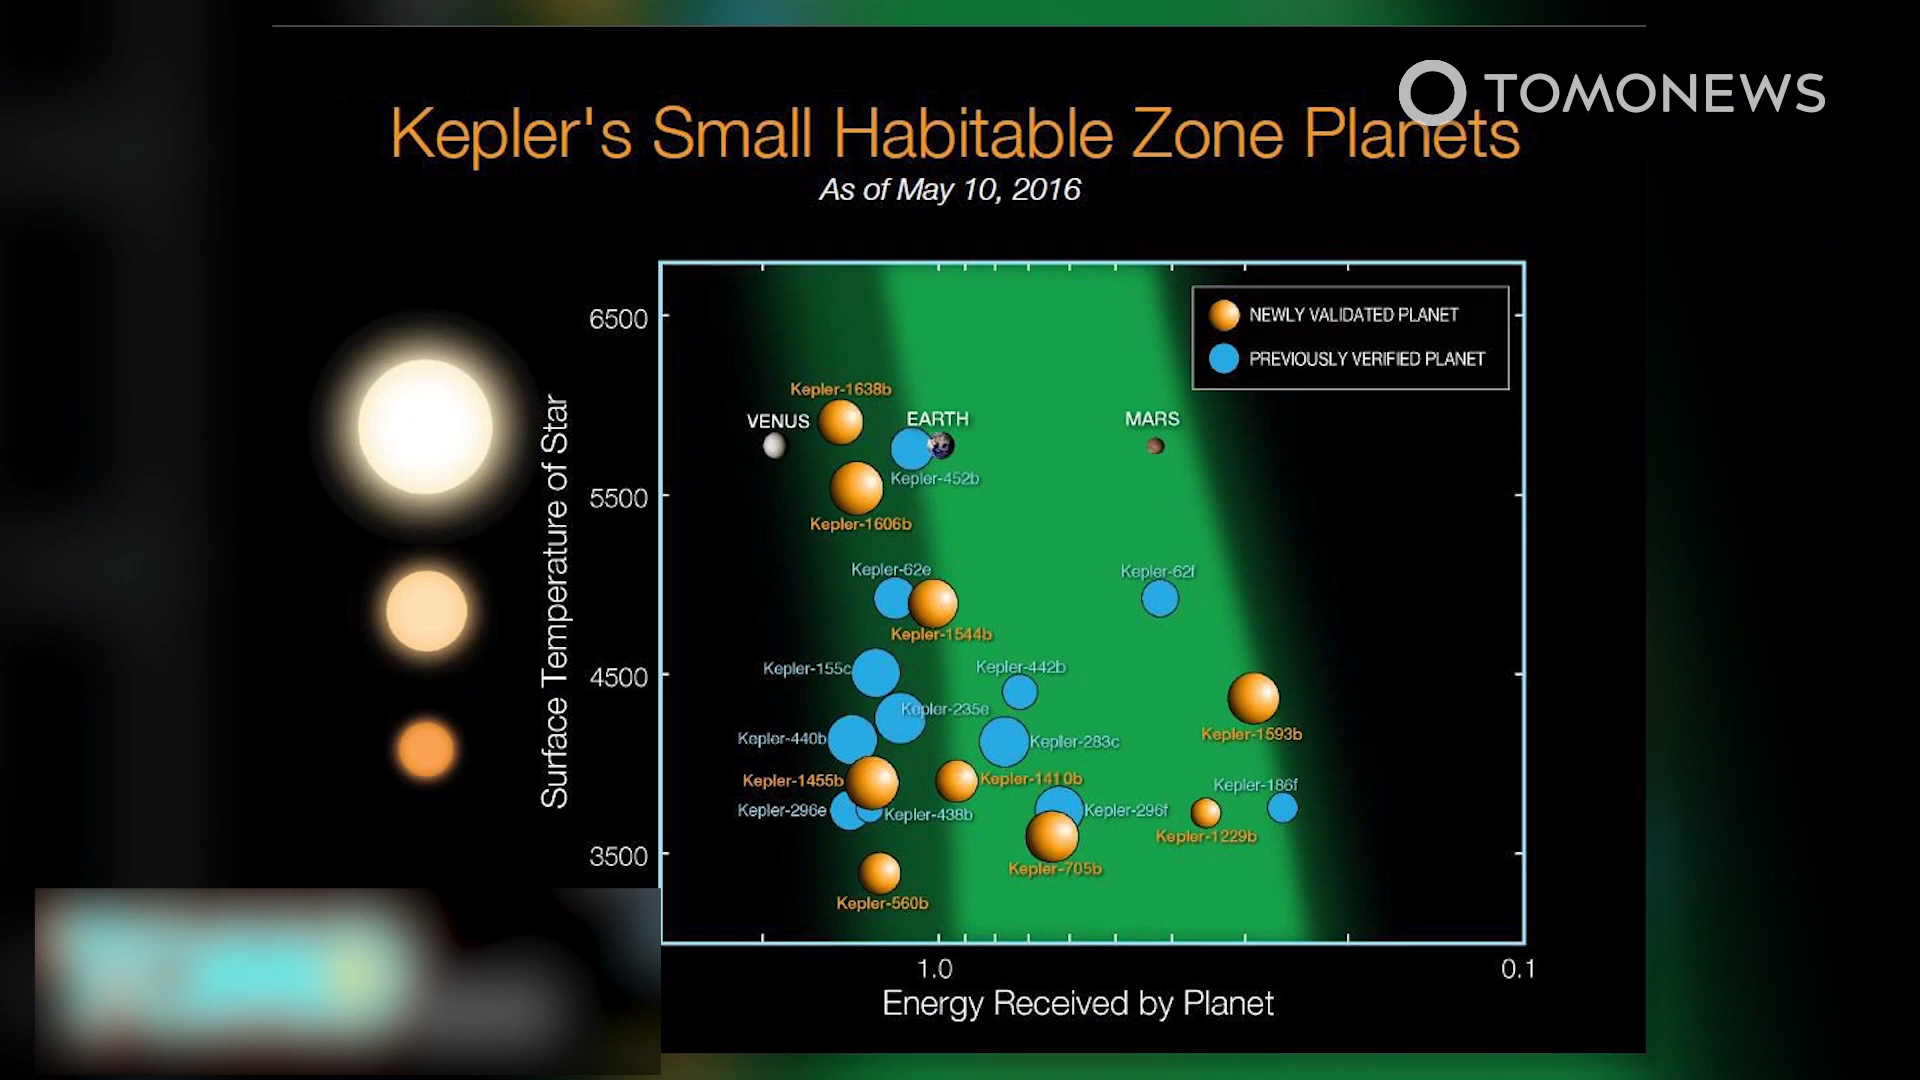 TOMONEWS
Kepler's Small Habitable Zone Planets
As of May 10, 2016
NEWLY VALIDATED PLANET
PREVIOUSLY VERIFIED PLANET
Surface Temperature of Star
6500
5500
4500
3500
Kepler-1638b
VENUS
EARTH
MARS
Kepler-452b
Kepler-1606b
Kepler-62e
Kepler-62f
Kepler-1544b
Kepler-155c
Kepler-442b
Kepler-235e
Kepler-440b
Kepler-283c
Kepler-1593b
Kepler-1455b
Kepler-1410b
Kepler-186f
Kepler-296e
Kepler-438b
Kepler-296f
Kepler-1229b
Kepler-705b
Kepler-560b
1.0
0.1
Energy Received by Planet